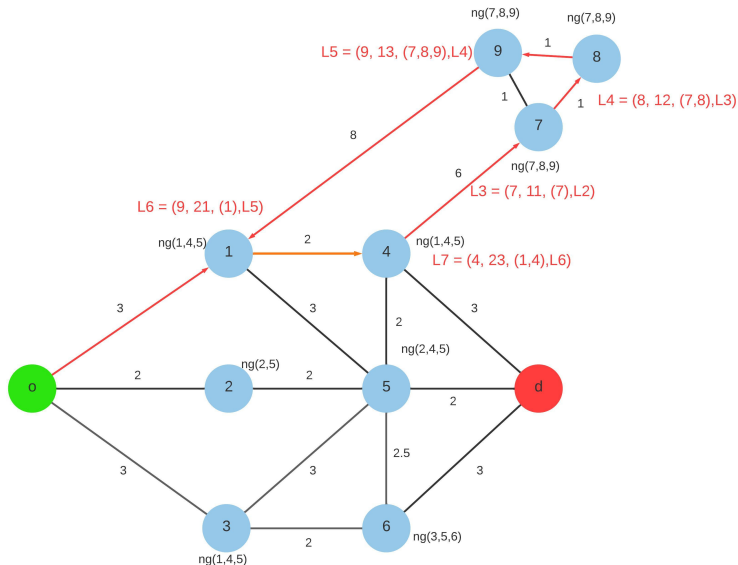 ng(7,8,9)
ng(7,8,9)
1
9
8
L5 = (9, 13, (7,8,9),L4)
1
1
L4 = (8, 12, (7,8),L3)
7
8
ng(7,8,9)
6
L3 = (7, 11, (7),L2)
L6 = (9, 21, (1),L5)
ng(1,4,5)
1
2
4
ng(1,4,5)
L7 = (4, 23, (1,4),L6)
3
3
2
3
ng(2,4,5)
ng(2,5)
o
2
2
2
5
2
d
3
3
2.5
3
3
2
6
ng(3,5,6)
ng(1,4,5)